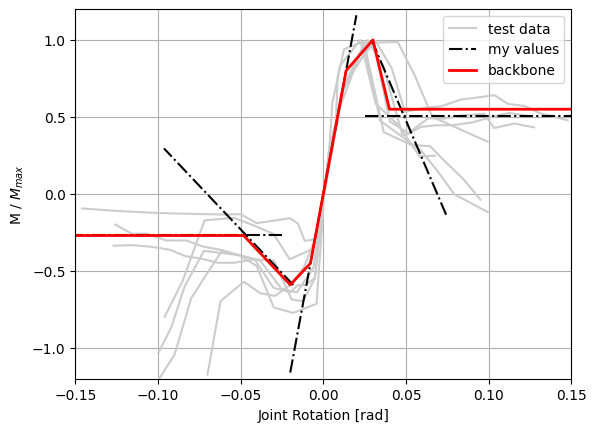 test data
my values
backbone
1.0
0.5
0.0
−0.5
−1.0
M / M_max
−0.15
−0.10
−0.05
0.00
0.05
0.10
0.15
Joint Rotation [rad]